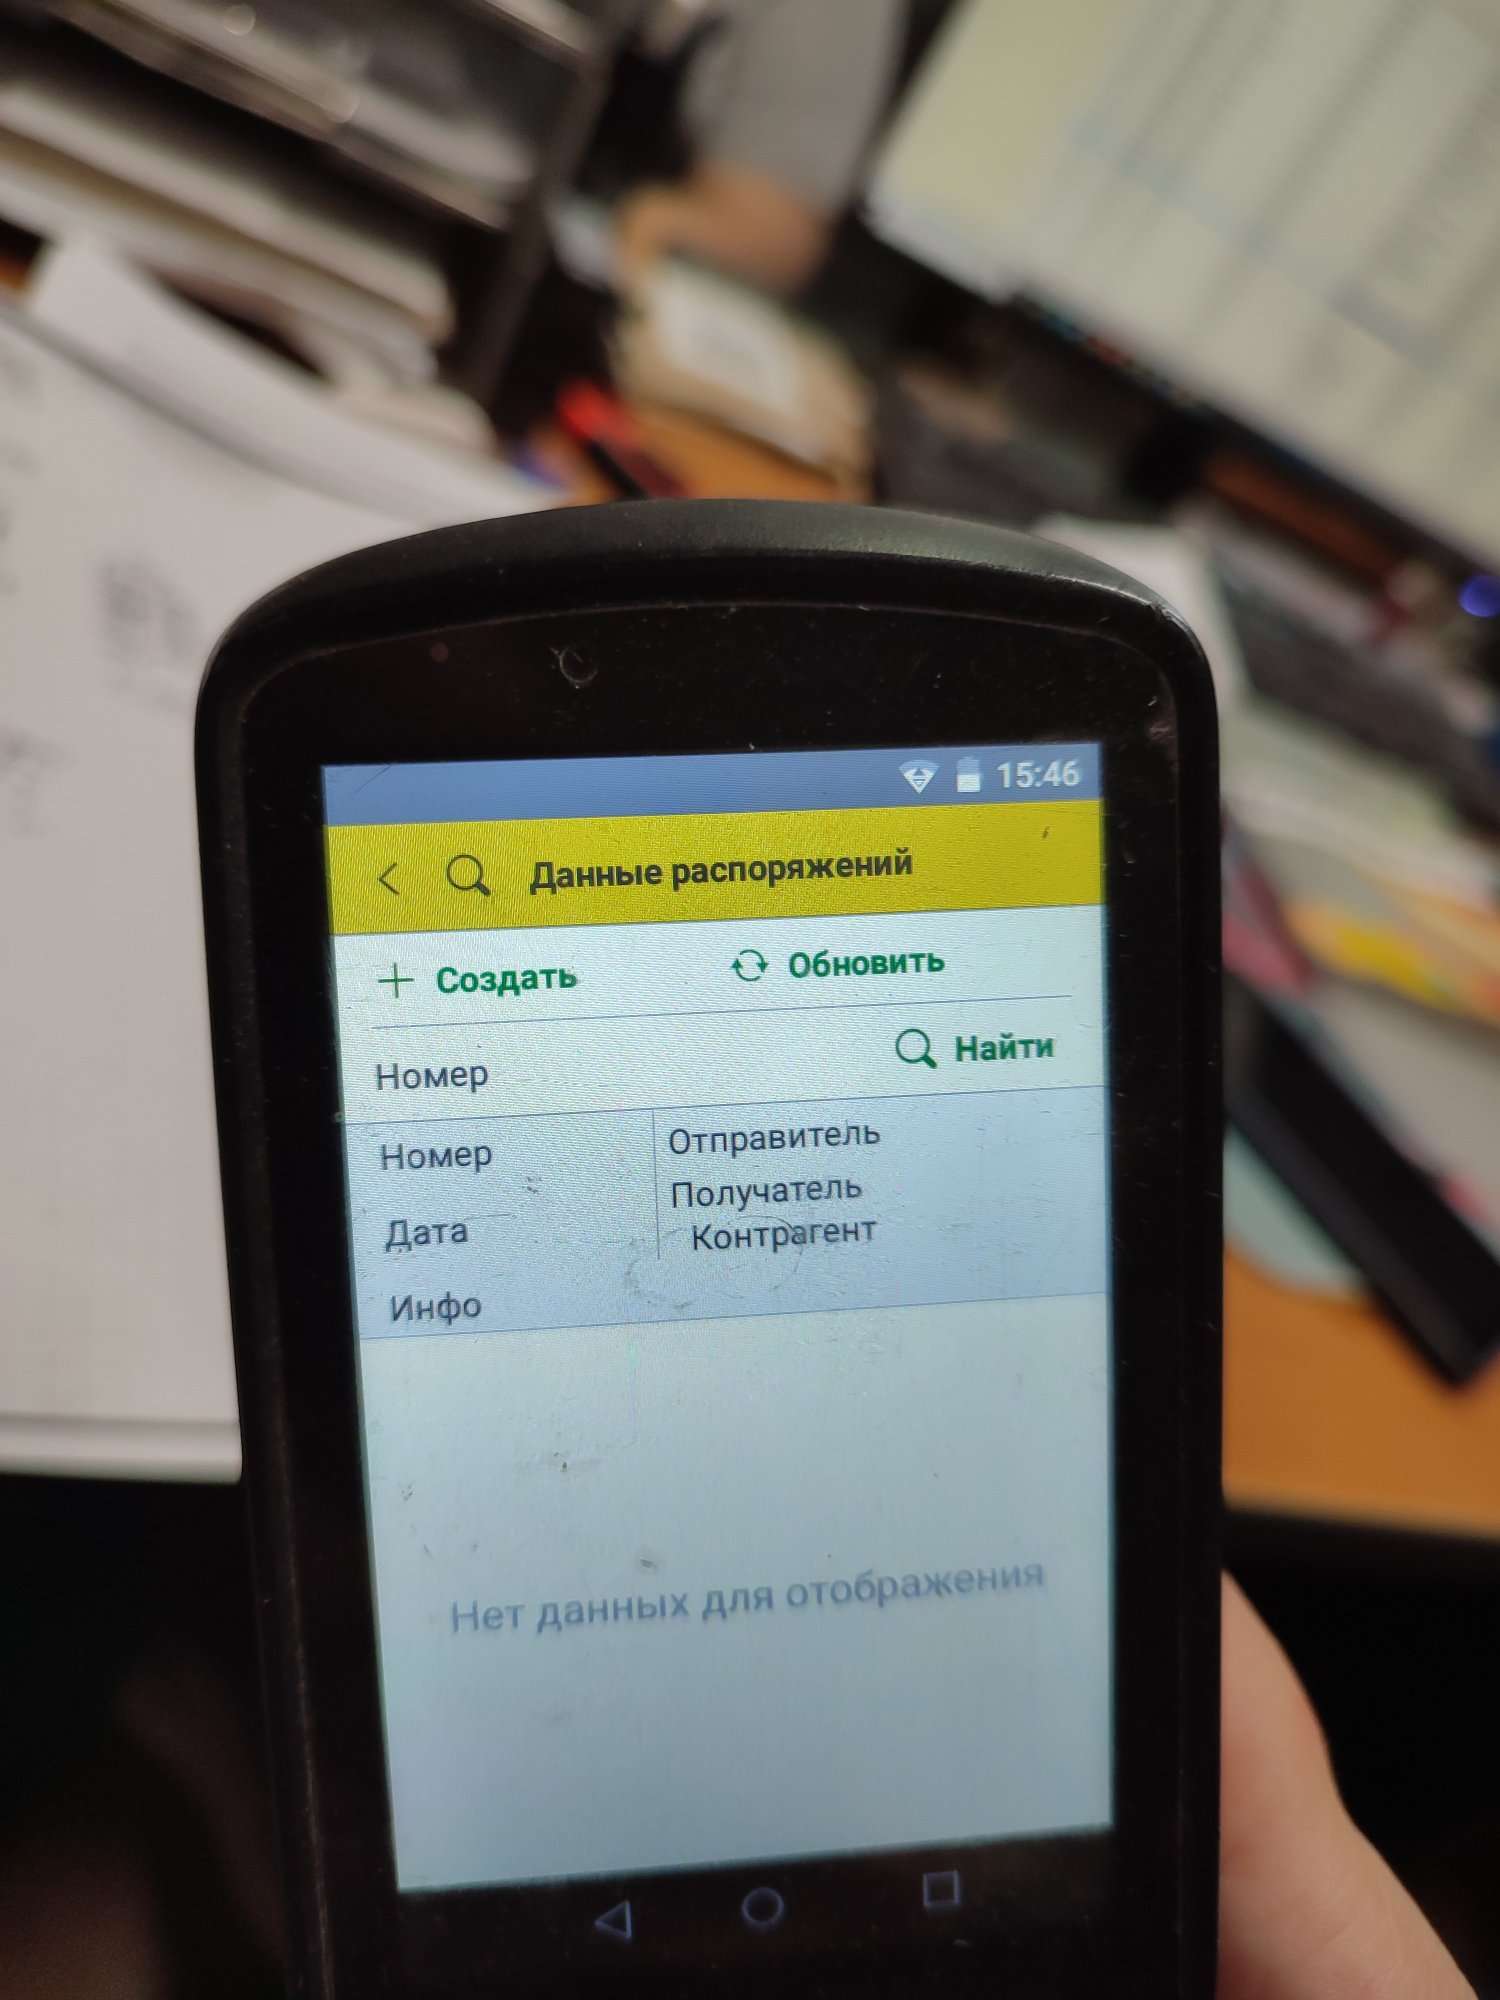 15:46
Данные распоряжений
Создать
Обновить
Номер
Найти
Номер
Отправитель
Получатель
Дата
Контрагент
Инфо
Нет данных для отображения